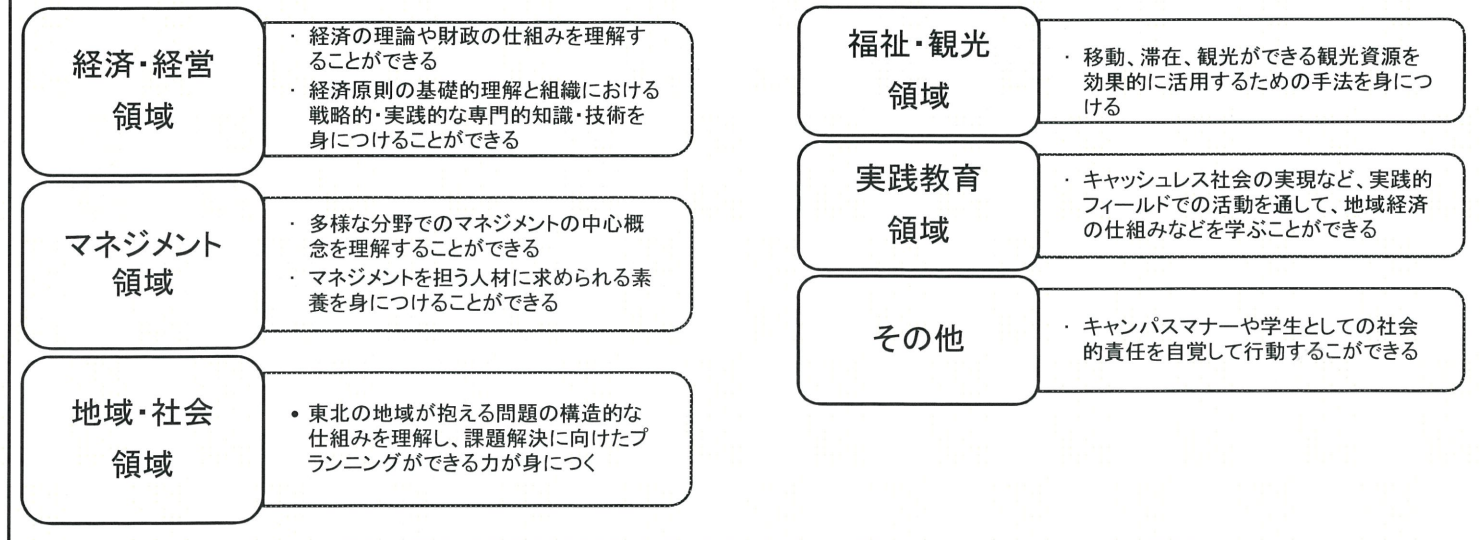 経済・経営
領域
・ 経済の理論や財政の仕組みを理解す
ることができる
・ 経済原則の基礎的理解と組織における
戦略的・実践的な専門的知識・技術を
身につけることができる
マネジメント
領域
・ 多様な分野でのマネジメントの中心概
念を理解することができる
・ マネジメントを担う人材に求められる素
養を身につけることができる
地域・社会
領域
• 東北の地域が抱える問題の構造的な
仕組みを理解し、課題解決に向けたプ
ランニングができる力が身につく
福祉・観光
領域
・ 移動、滞在、観光ができる観光資源を
効果的に活用するための手法を身につ
ける
実践教育
領域
・ キャッシュレス社会の実現など、実践的
フィールドでの活動を通して、地域経済
の仕組みなどを学ぶことができる
その他
・ キャンパスマナーや学生としての社会
的責任を自覚して行動するこができる